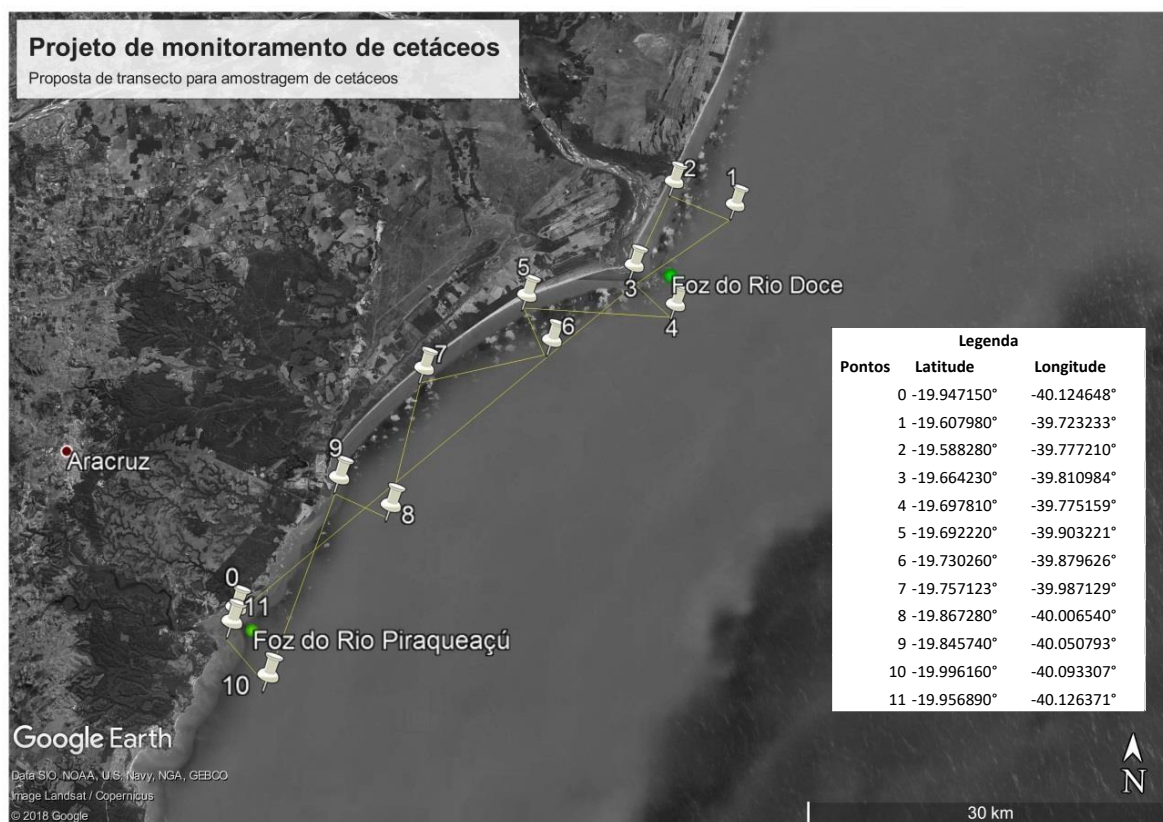 Projeto de monitoramento de cetáceos
Proposta de transecto para amostragem de cetáceos
2
1
5
3
Foz do Rio Doce
4
6
7
9
Aracruz
8
0
11
Foz do Rio Piraqueaçú
10
Legenda
Pontos Latitude Longitude
0 -19.947150° -40.124648°
1 -19.607980° -39.723233°
2 -19.588280° -39.777210°
3 -19.664230° -39.810984°
4 -19.697810° -39.775159°
5 -19.692220° -39.903221°
6 -19.730260° -39.879626°
7 -19.757123° -39.987129°
8 -19.867280° -40.006540°
9 -19.845740° -40.050793°
10 -19.996160° -40.093307°
11 -19.956890° -40.126371°
Google Earth
Data SIO, NOAA, U.S. Navy, NGA, GEBCO
Image Landsat / Copernicus
© 2018 Google
N
30 km